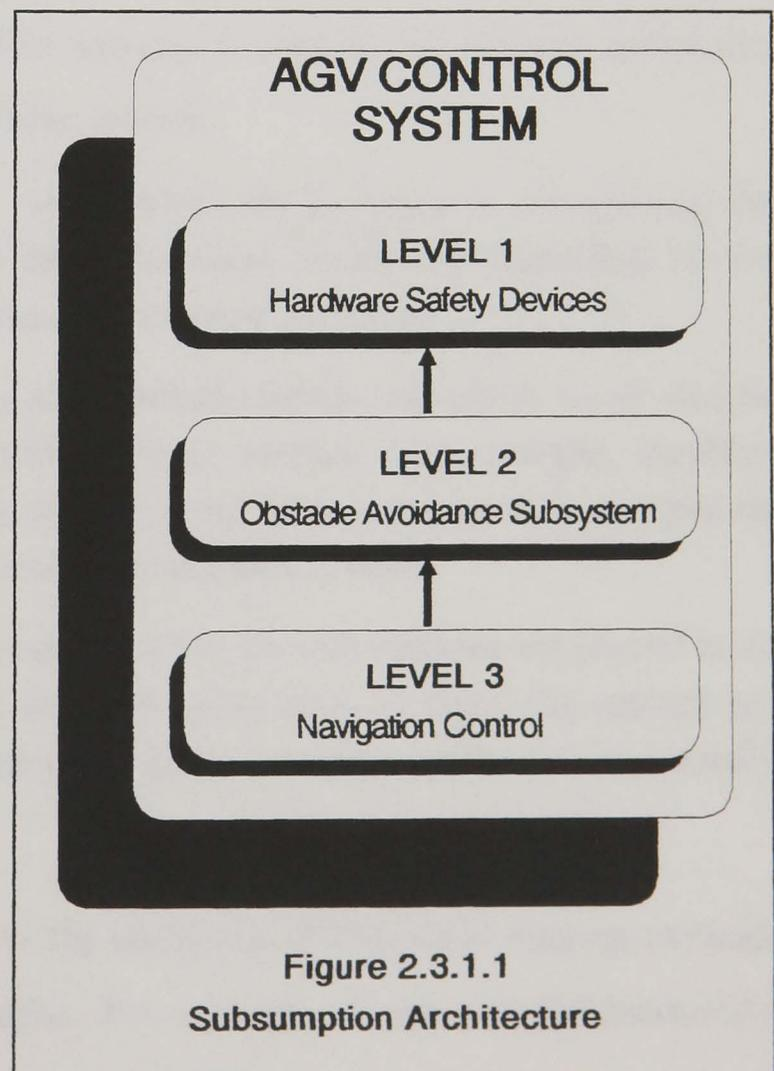 AGV CONTROL
SYSTEM
LEVEL 1
Hardware Safety Devices
LEVEL 2
Obstacle Avoidance Subsystem
LEVEL 3
Navigation Control
Figure 2.3.1.1
Subsumption Architecture